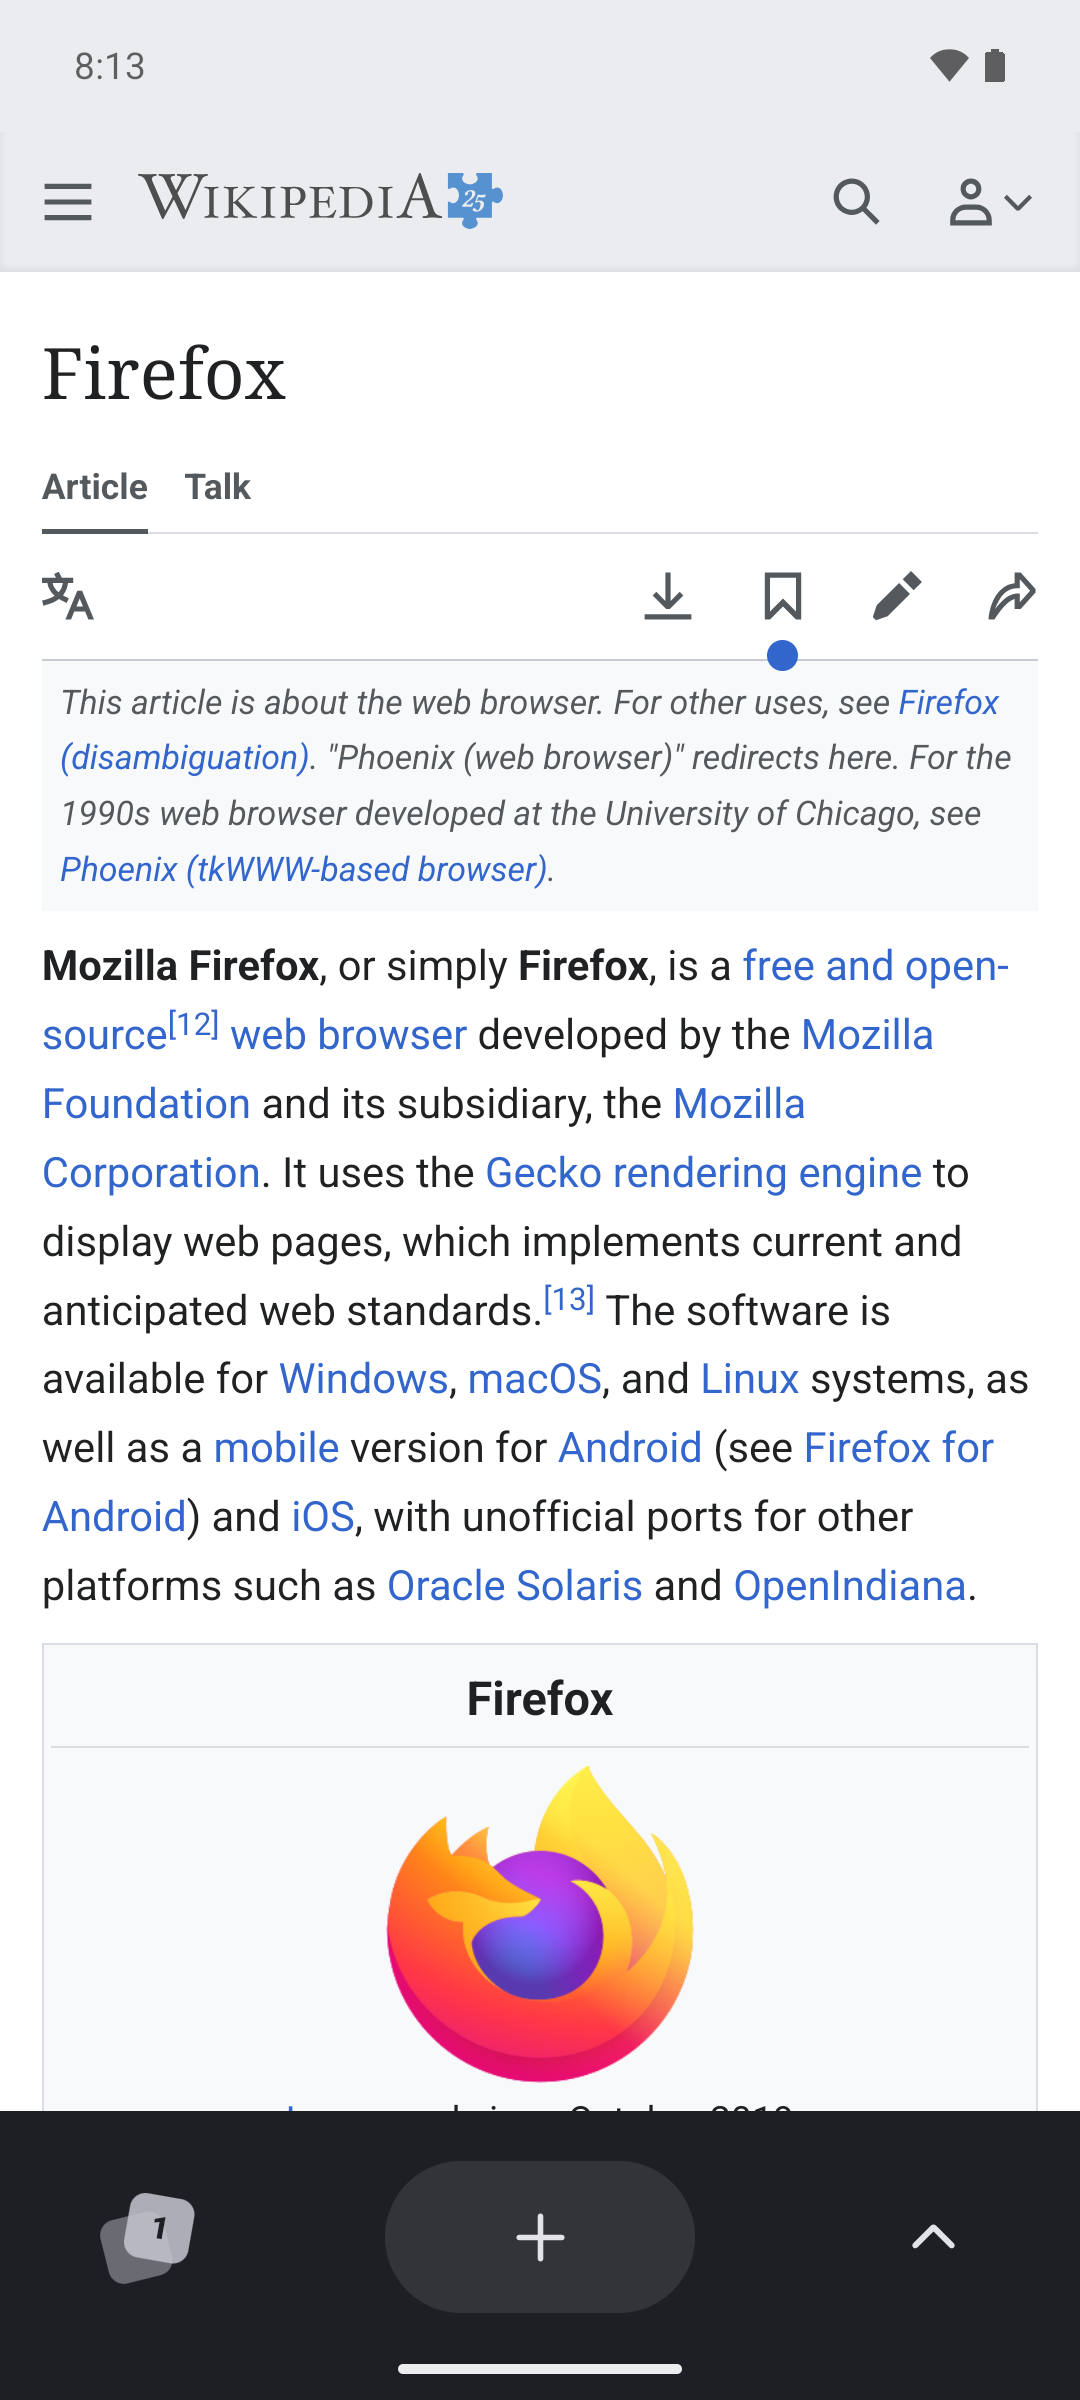 8:13
WIKIPEDIA 25
Firefox
Article Talk
文A
This article is about the web browser. For other uses, see Firefox
(disambiguation). "Phoenix (web browser)" redirects here. For the
1990s web browser developed at the University of Chicago, see
Phoenix (tkWWW-based browser).
Mozilla Firefox, or simply Firefox, is a free and open-
source[12] web browser developed by the Mozilla
Foundation and its subsidiary, the Mozilla
Corporation. It uses the Gecko rendering engine to
display web pages, which implements current and
anticipated web standards.[13] The software is
available for Windows, macOS, and Linux systems, as
well as a mobile version for Android (see Firefox for
Android) and iOS, with unofficial ports for other
platforms such as Oracle Solaris and OpenIndiana.
Firefox
1